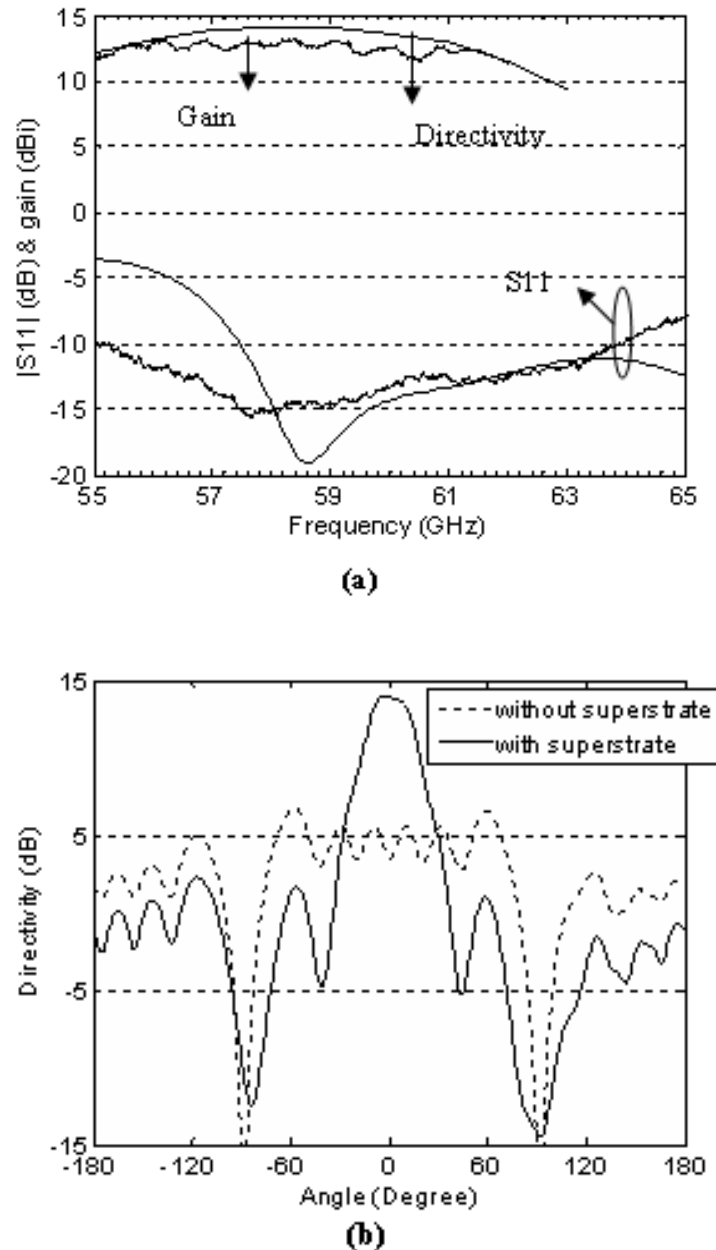 15
10
Gain
Directivity
5
0
-5
S11
-10
-15
-20
55 57 59 61 63 65
|S11| (dB) & gain (dBi)
Frequency (GHz)
(a)
15
without superstrate
with superstrate
5
-5
-15
-180 -120 -60 0 60 120 180
Directivity (dB)
Angle (Degree)
(b)